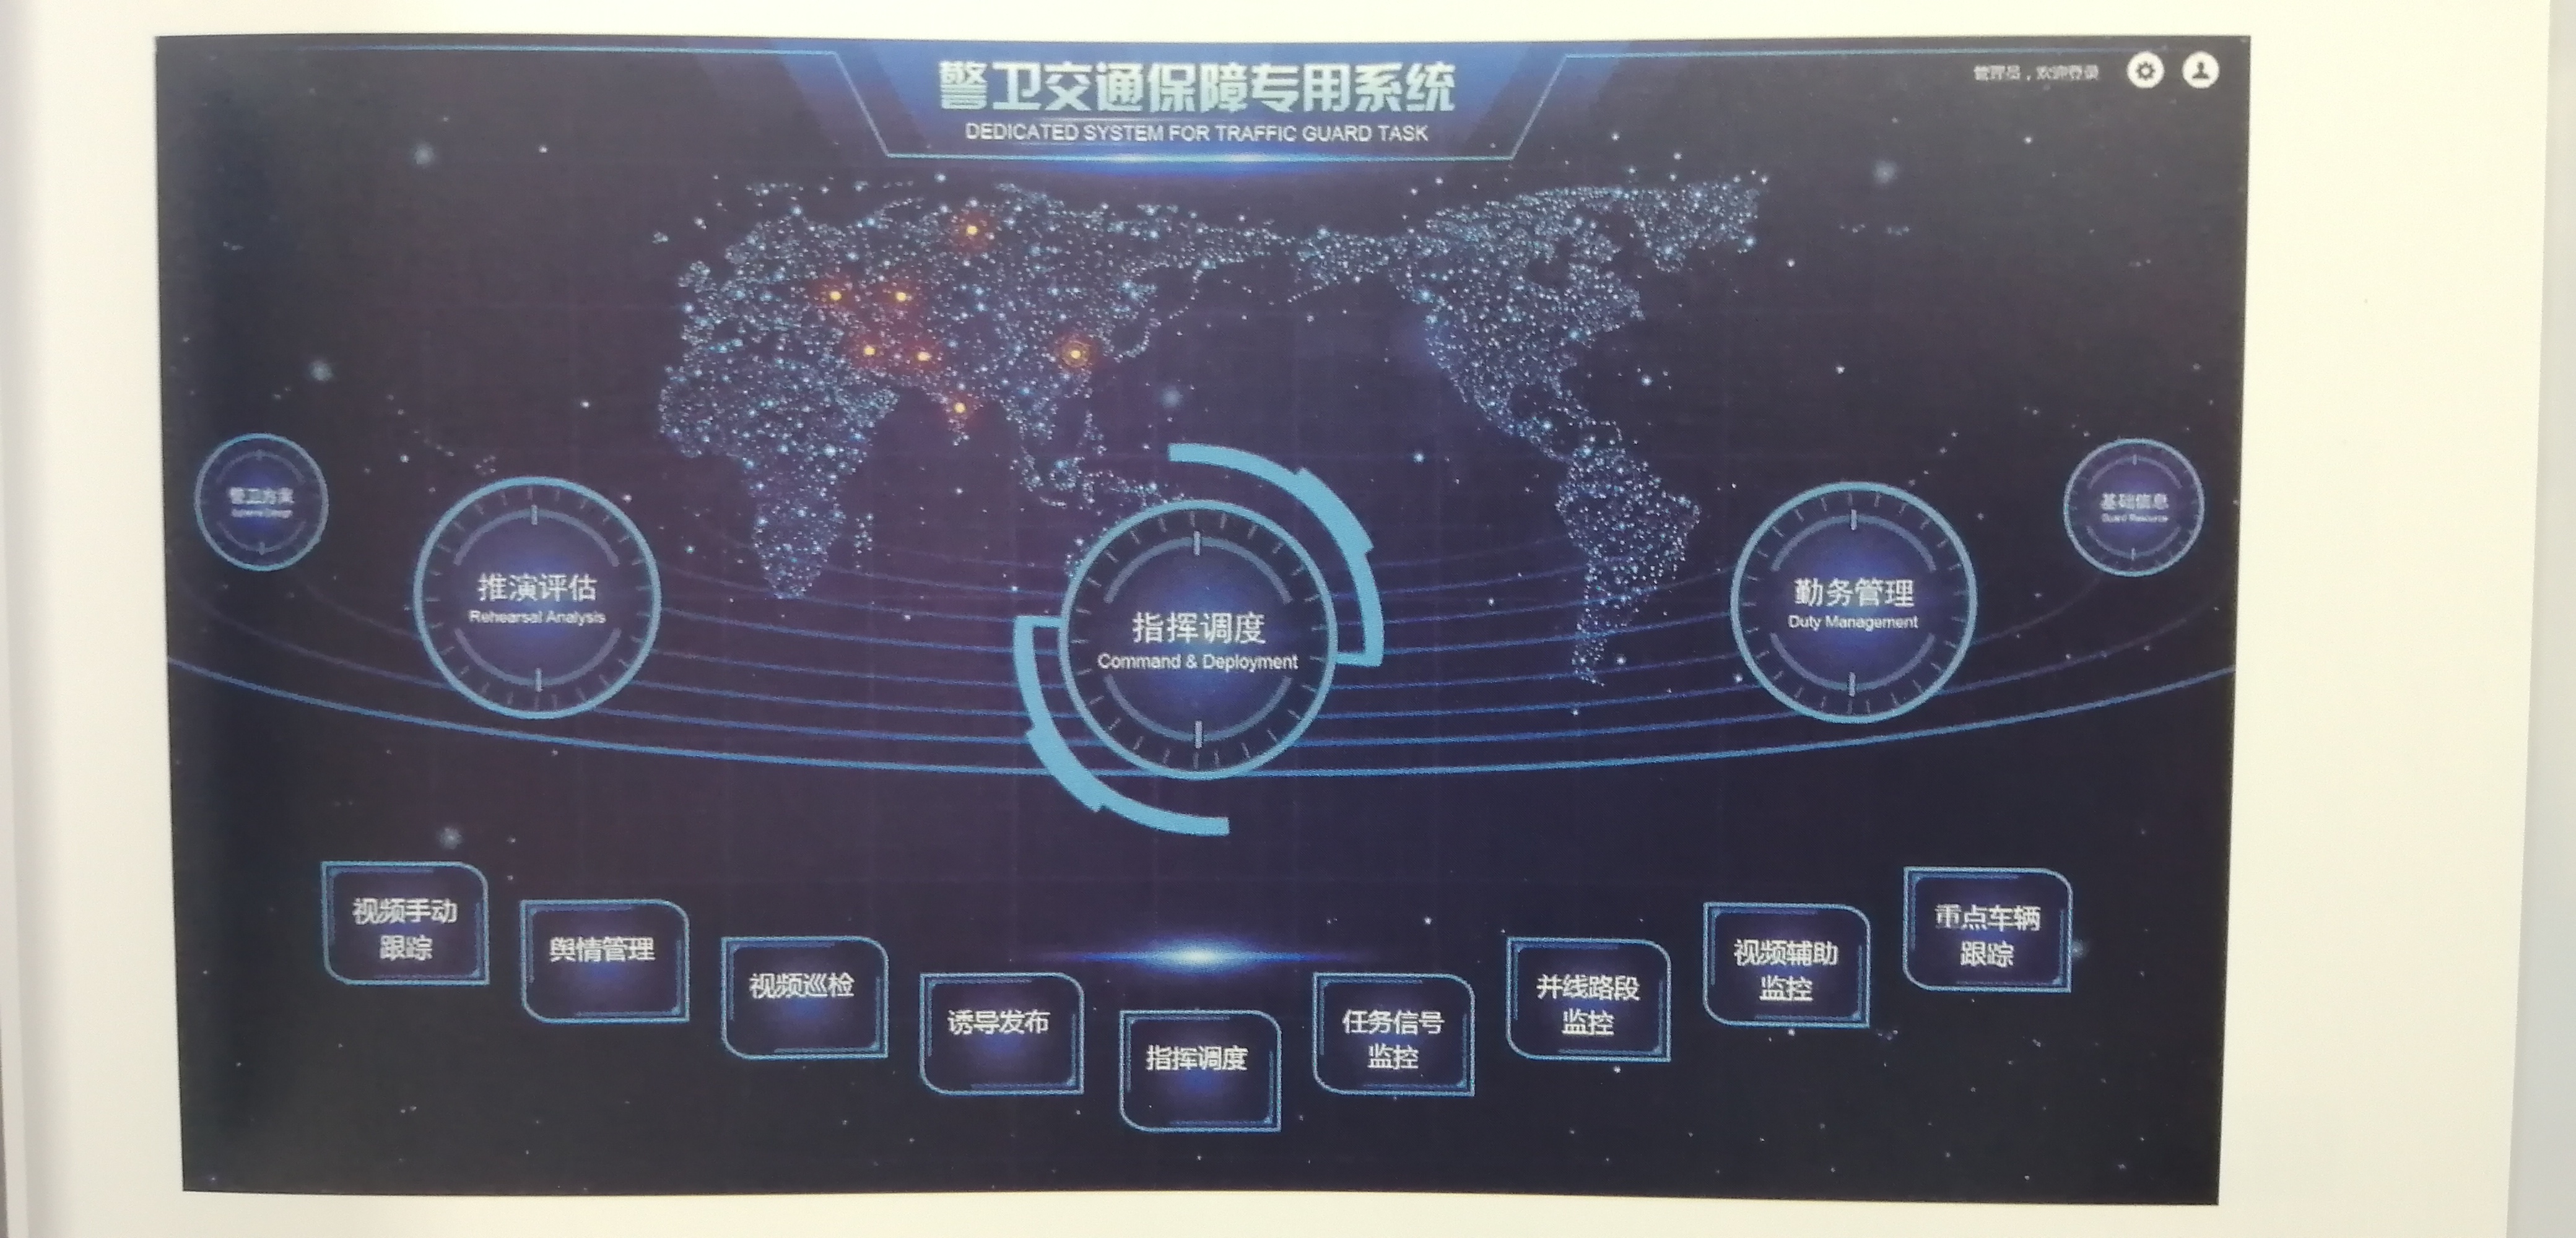 警卫交通保障专用系统
DEDICATED SYSTEM FOR TRAFFIC GUARD TASK
管理员，欢迎登录
警卫方案
推演评估
Rehearsal Analysis
指挥调度
Command & Deployment
勤务管理
Duty Management
基础信息
Guard Resource
视频手动
跟踪
舆情管理
视频巡检
诱导发布
指挥调度
任务信号
监控
并线路段
监控
视频辅助
监控
重点车辆
跟踪